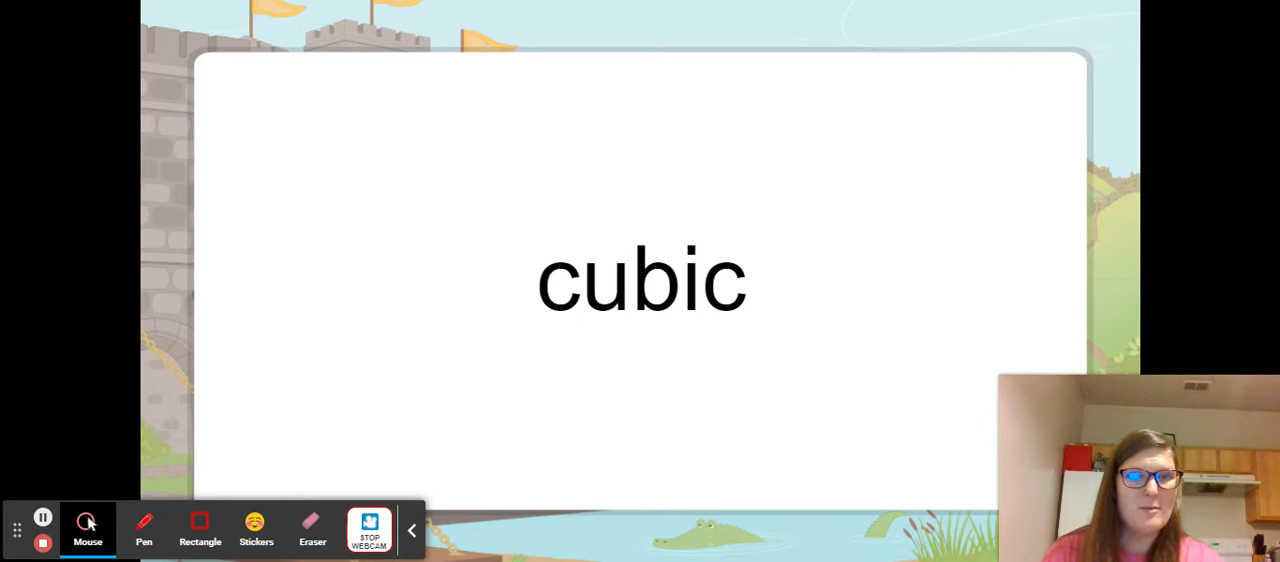 cubic
Mouse
Pen
Rectangle
Stickers
Eraser
STOP
WEBCAM